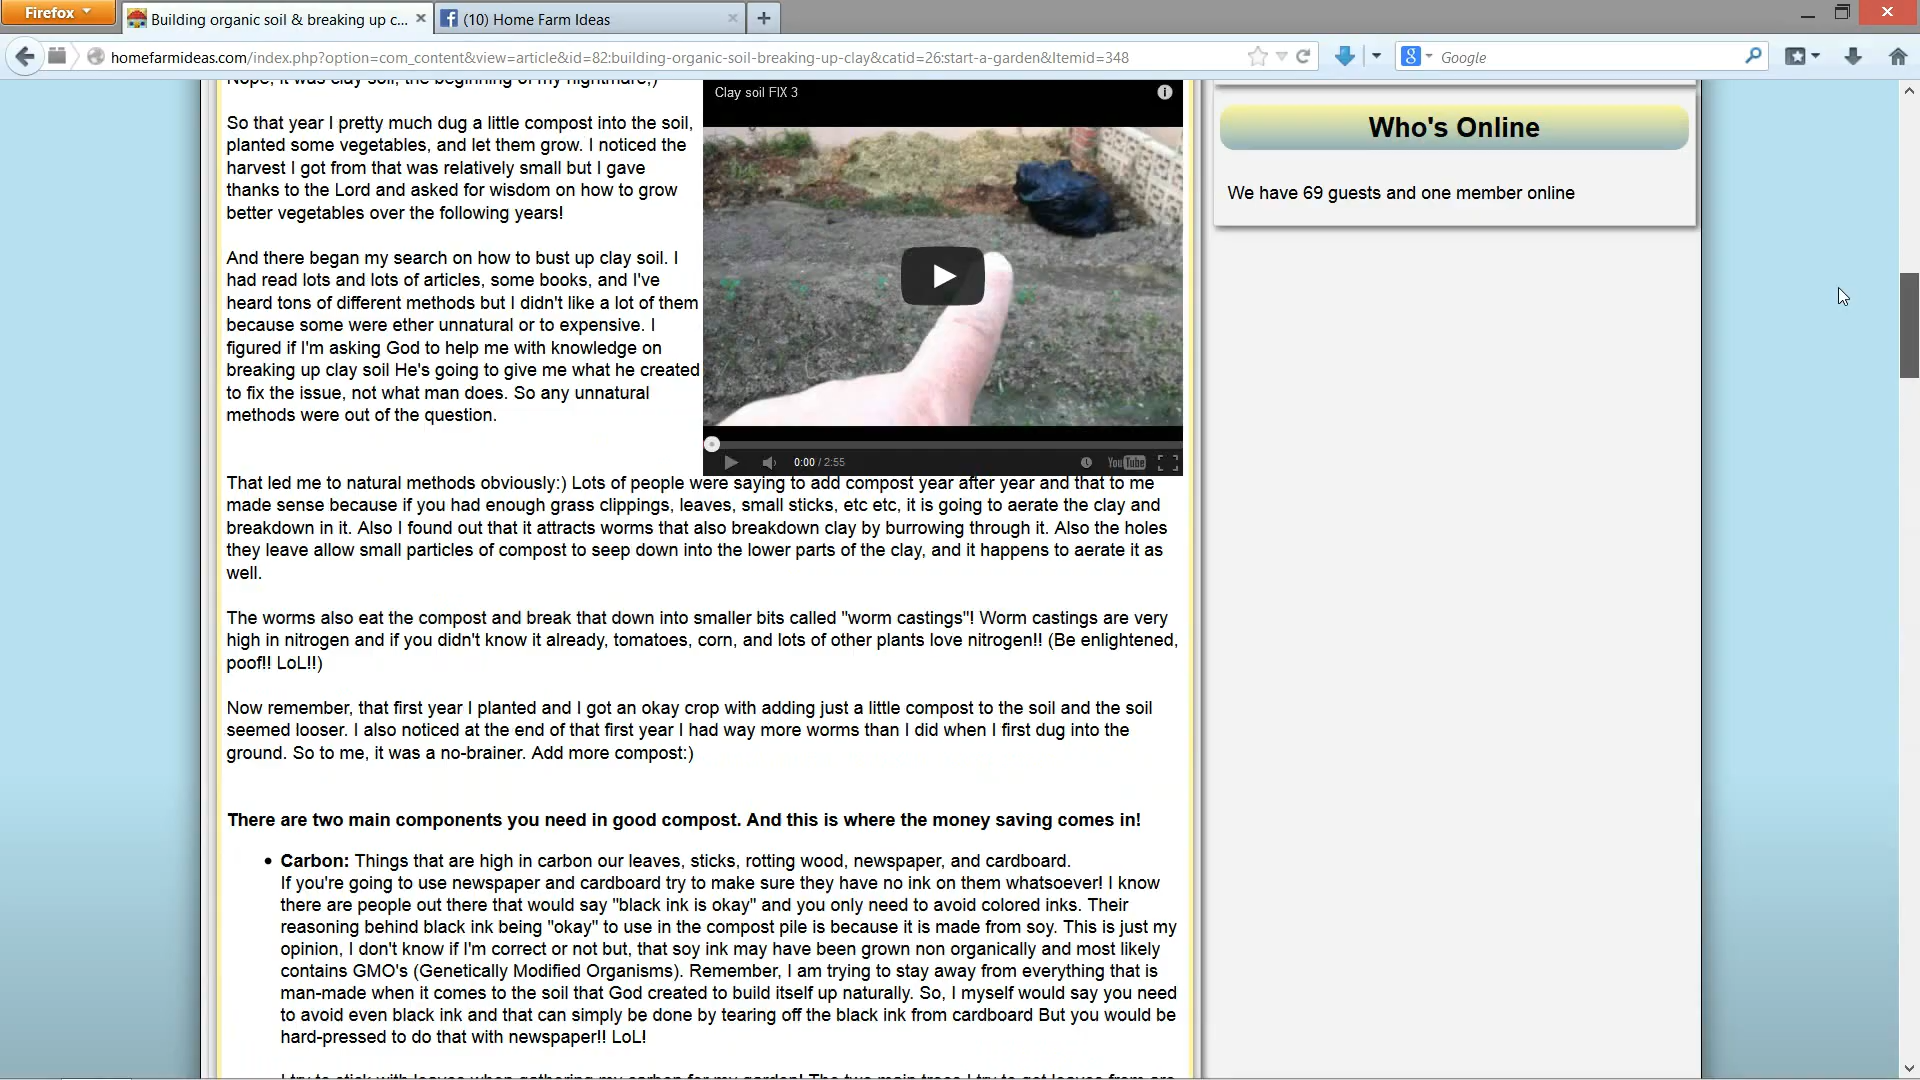 Firefox
Building organic soil & breaking up c...
(10) Home Farm Ideas
homefarmideas.com/index.php?option=com_content&view=article&id=82:building-organic-soil-breaking-up-clay&catid=26:start-a-garden&Itemid=348
Google
Nope, it was clay soil, the beginning of my nightmare;)
So that year I pretty much dug a little compost into the soil,
planted some vegetables, and let them grow. I noticed the
harvest I got from that was relatively small but I gave
thanks to the Lord and asked for wisdom on how to grow
better vegetables over the following years!
And there began my search on how to bust up clay soil. I
had read lots and lots of articles, some books, and I've
heard tons of different methods but I didn't like a lot of them
because some were ether unnatural or to expensive. I
figured if I'm asking God to help me with knowledge on
breaking up clay soil He's going to give me what he created
to fix the issue, not what man does. So any unnatural
methods were out of the question.
Clay soil FIX 3
0:00 / 2:55
YouTube
That led me to natural methods obviously:) Lots of people were saying to add compost year after year and that to me
made sense because if you had enough grass clippings, leaves, small sticks, etc etc, it is going to aerate the clay and
breakdown in it. Also I found out that it attracts worms that also breakdown clay by burrowing through it. Also the holes
they leave allow small particles of compost to seep down into the lower parts of the clay, and it happens to aerate it as
well.
The worms also eat the compost and break that down into smaller bits called "worm castings"! Worm castings are very
high in nitrogen and if you didn't know it already, tomatoes, corn, and lots of other plants love nitrogen!! (Be enlightened,
poof!! LoL!!)
Now remember, that first year I planted and I got an okay crop with adding just a little compost to the soil and the soil
seemed looser. I also noticed at the end of that first year I had way more worms than I did when I first dug into the
ground. So to me, it was a no-brainer. Add more compost:)
There are two main components you need in good compost. And this is where the money saving comes in!
Carbon: Things that are high in carbon our leaves, sticks, rotting wood, newspaper, and cardboard.
If you're going to use newspaper and cardboard try to make sure they have no ink on them whatsoever! I know
there are people out there that would say "black ink is okay" and you only need to avoid colored inks. Their
reasoning behind black ink being "okay" to use in the compost pile is because it is made from soy. This is just my
opinion, I don't know if I'm correct or not but, that soy ink may have been grown non organically and most likely
contains GMO's (Genetically Modified Organisms). Remember, I am trying to stay away from everything that is
man-made when it comes to the soil that God created to build itself up naturally. So, I myself would say you need
to avoid even black ink and that can simply be done by tearing off the black ink from cardboard But you would be
hard-pressed to do that with newspaper!! LoL!
I try to stick with leaves when gathering my carbon for my garden! The two main trees I try to get leaves from are
Who's Online
We have 69 guests and one member online